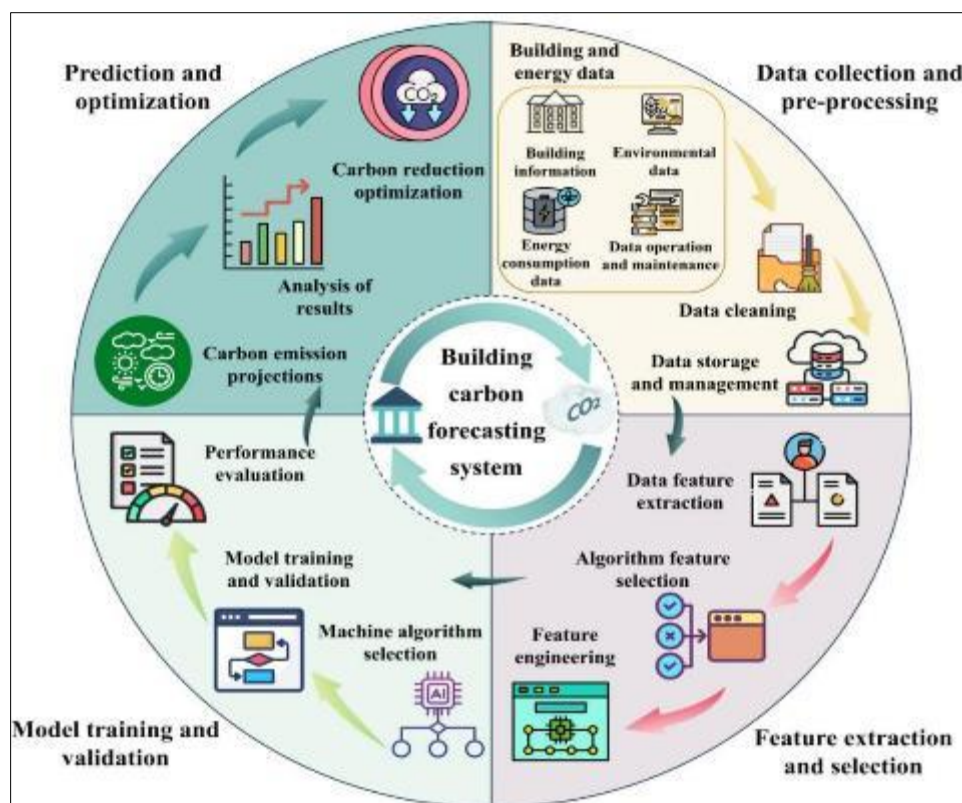 Prediction and
optimization
CO2
Carbon reduction
optimization
Analysis of
results
Carbon emission
projections
Building and
energy data
Building
information
Environmental
data
Energy
consumption
data
Data operation
and maintenance
Data collection and
pre-processing
Data cleaning
Data storage
and management
Building
carbon
forecasting
system
CO2
Performance
evaluation
Model training
and validation
Machine algorithm
selection
AI
Model training and
validation
Data feature
extraction
Algorithm feature
selection
Feature
engineering
Feature extraction
and selection